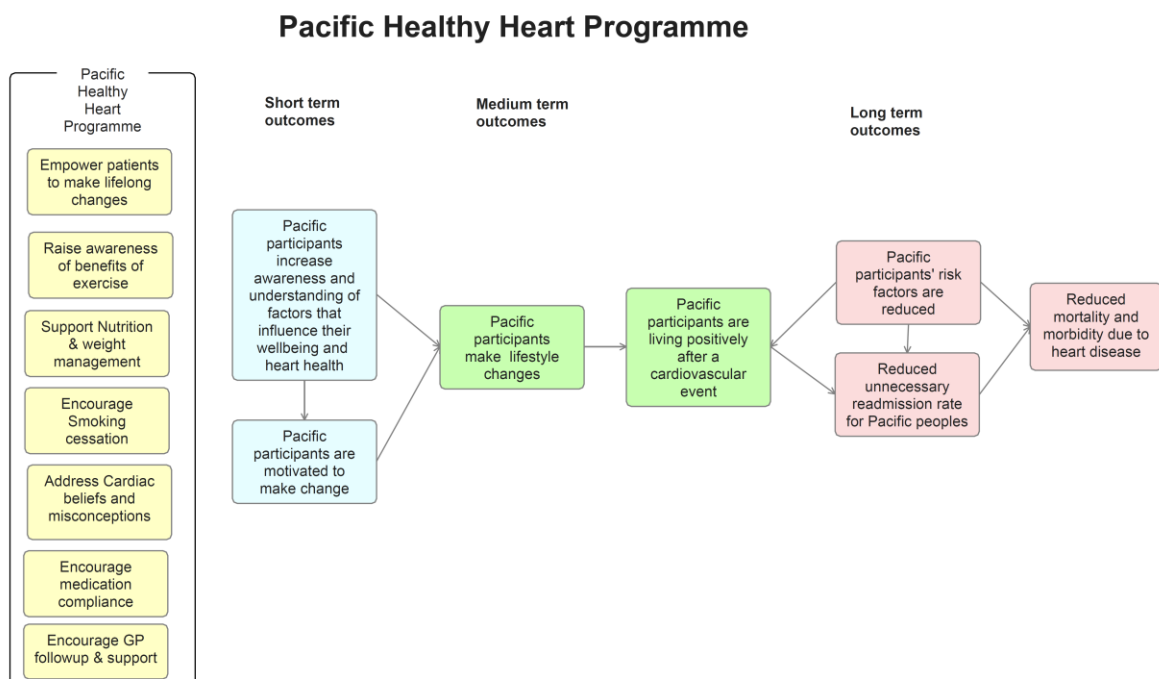 Pacific Healthy Heart Programme
Pacific
Healthy
Heart
Programme
Empower patients
to make lifelong
changes
Raise awareness
of benefits of
exercise
Support Nutrition
& weight
management
Encourage
Smoking
cessation
Address Cardiac
beliefs and
misconceptions
Encourage
medication
compliance
Encourage GP
followup & support
Short term
outcomes
Pacific
participants
increase
awareness and
understanding of
factors that
influence their
wellbeing and
heart health
Pacific
participants are
motivated to
make change
Medium term
outcomes
Pacific
participants
make lifestyle
changes
Pacific
participants are
living positively
after a
cardiovascular
event
Long term
outcomes
Pacific
participants' risk
factors are
reduced
Reduced
unnecessary
readmission rate
for Pacific peoples
Reduced
mortality and
morbidity due to
heart disease